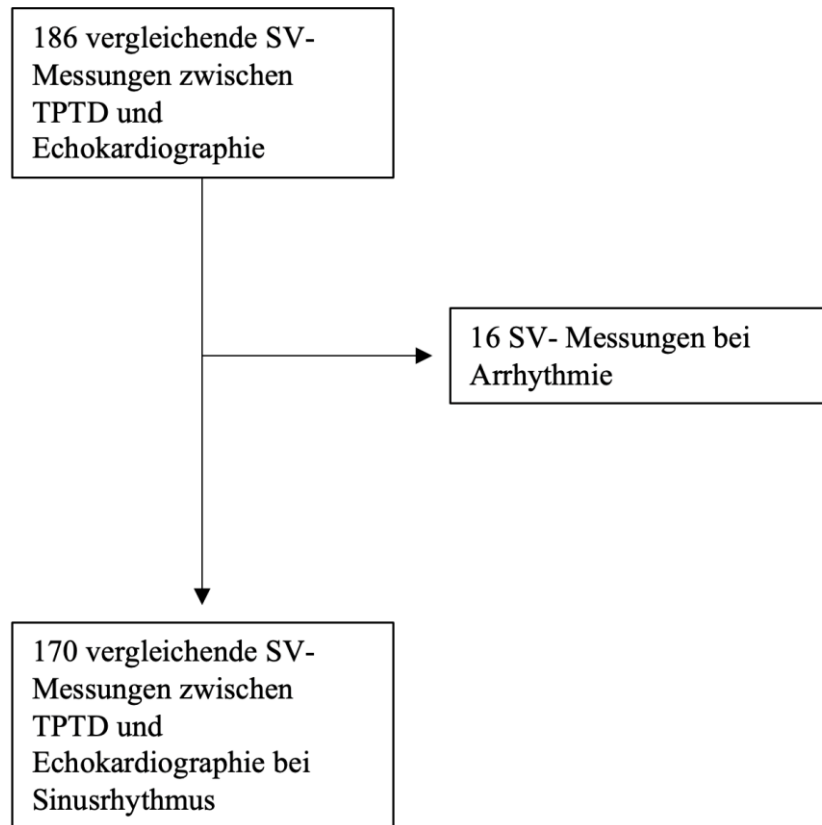 186 vergleichende SV-
Messungen zwischen
TPTD und
Echokardiographie
16 SV- Messungen bei
Arrhythmie
170 vergleichende SV-
Messungen zwischen
TPTD und
Echokardiographie bei
Sinusrhythmus